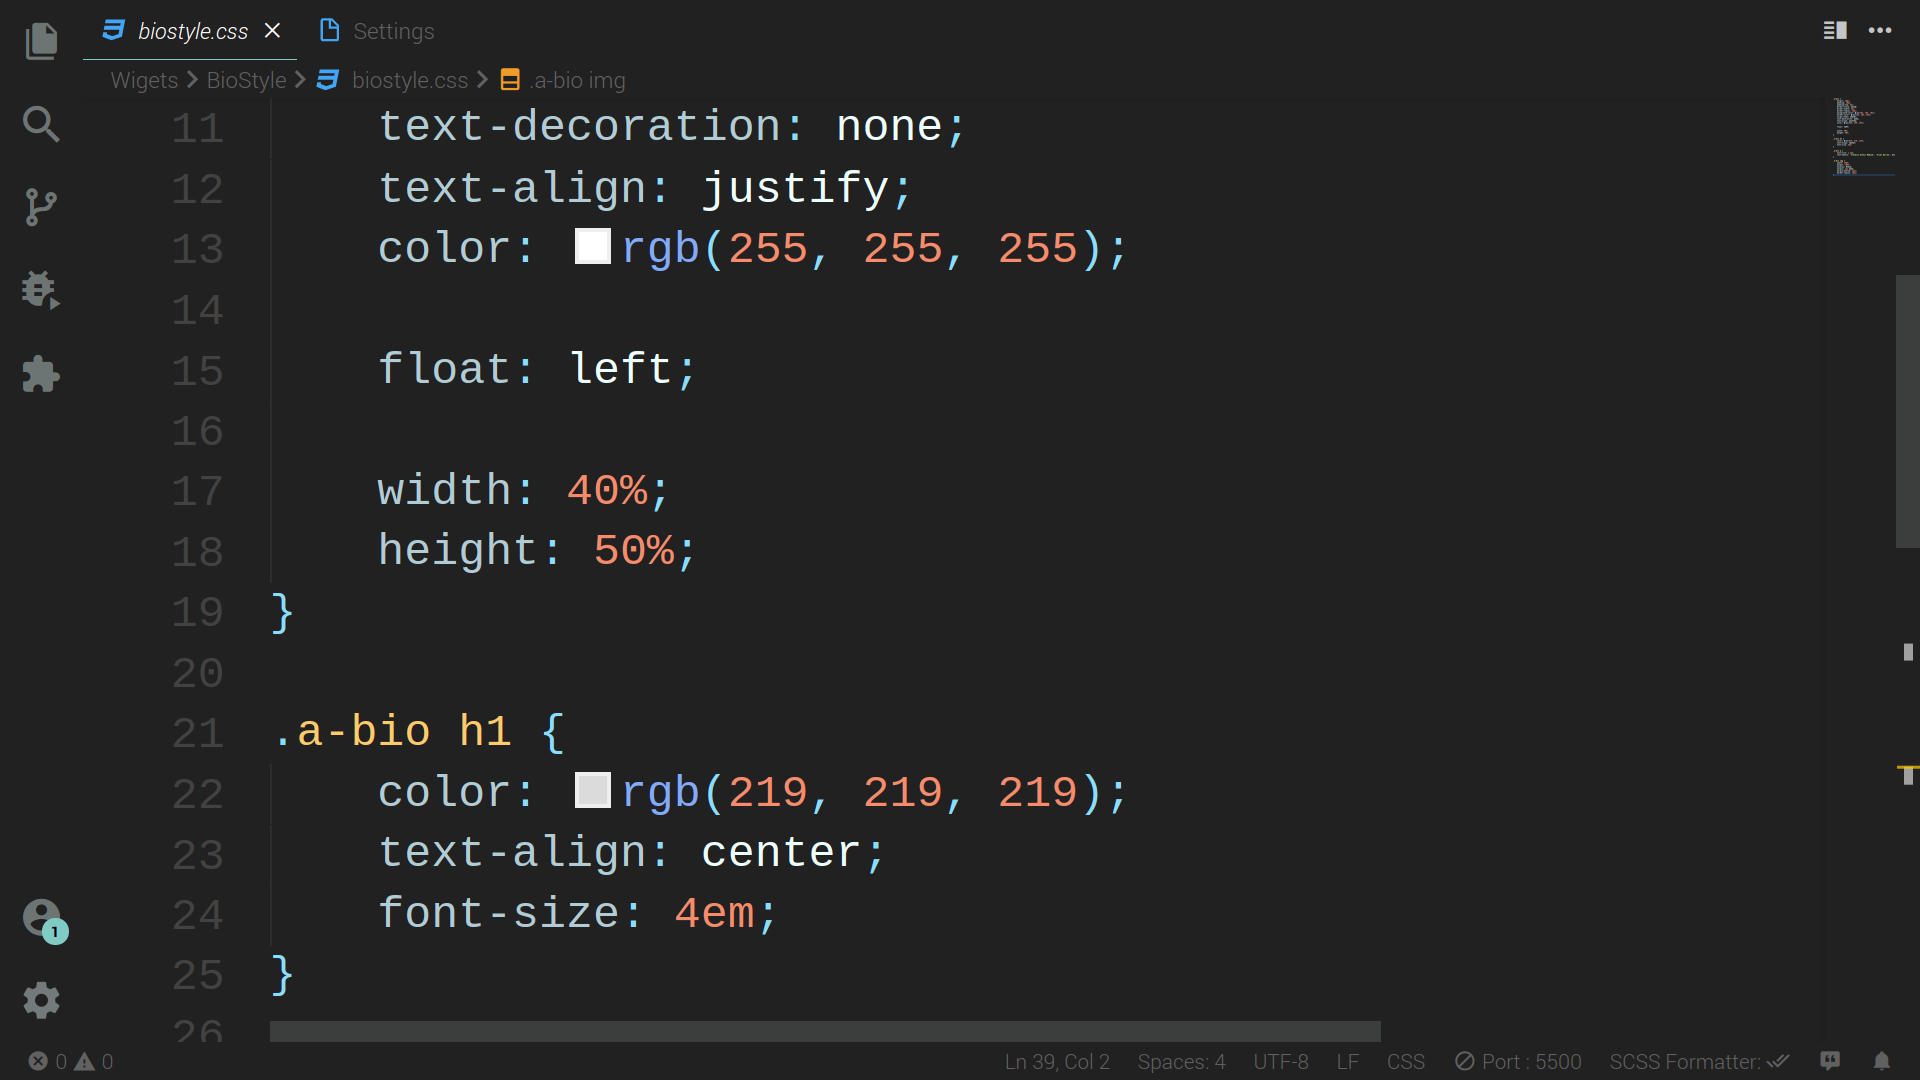 biostyle.css
Settings
Wigets BioStyle biostyle.css .a-bio img
11 text-decoration: none;
12 text-align: justify;
13 color: rgb(255, 255, 255);
14
15 float: left;
16
17 width: 40%;
18 height: 50%;
19 }
20
21 .a-bio h1 {
22 color: rgb(219, 219, 219);
23 text-align: center;
24 font-size: 4em;
25 }
26
1
0 0 Ln 39, Col 2 Spaces: 4 UTF-8 LF CSS Port : 5500 SCSS Formatter: